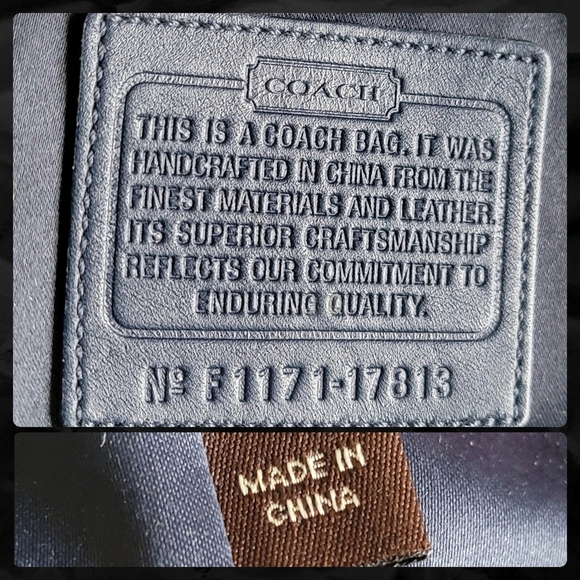 COACH
THIS IS A COACH BAG. IT WAS
HANDCRAFTED IN CHINA FROM THE
FINEST MATERIALS AND LEATHER.
ITS SUPERIOR CRAFTSMANSHIP
REFLECTS OUR COMMITMENT TO
ENDURING QUALITY.
Nº F1171-17813
MADE IN
CHINA